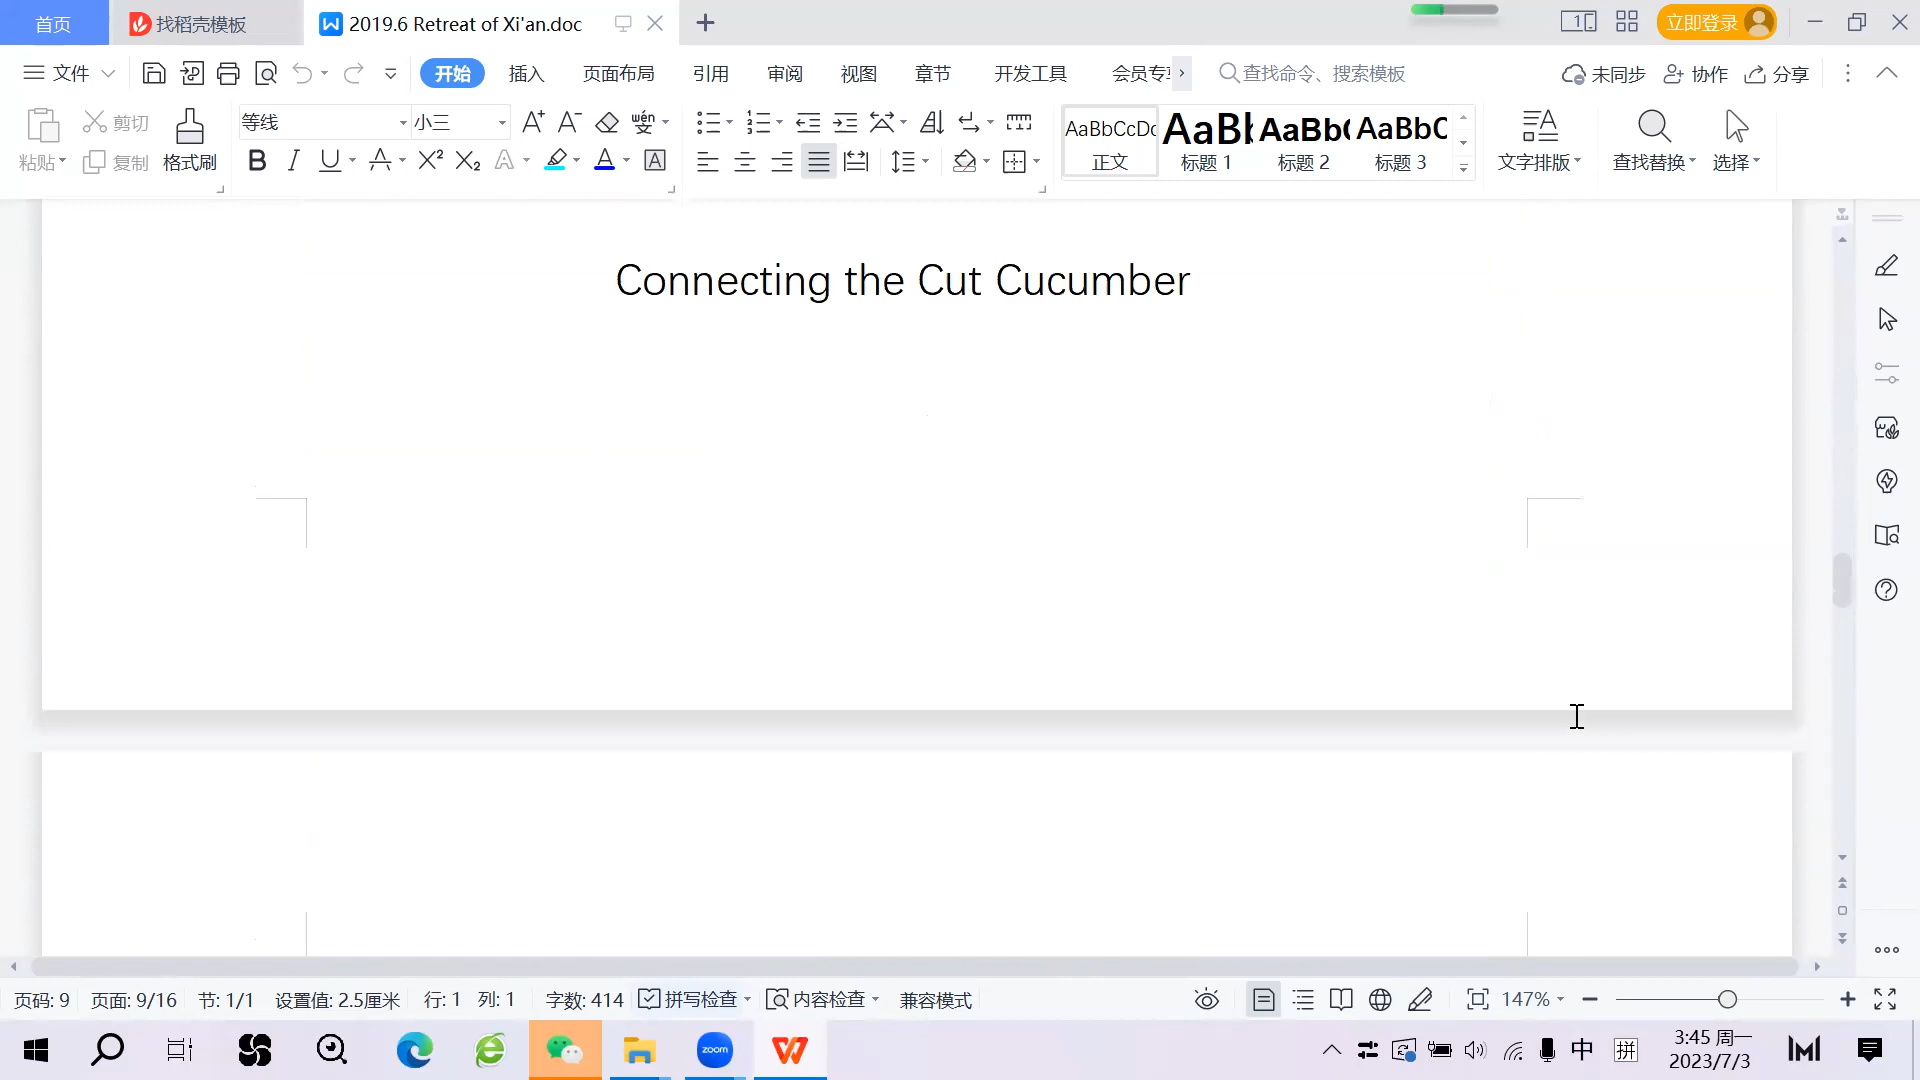 首页
找稻壳模板
2019.6 Retreat of Xi'an.doc
立即登录
文件
开始
插入
页面布局
引用
审阅
视图
章节
开发工具
会员专
查找命令、搜索模板
未同步
协作
分享
粘贴
剪切
复制
格式刷
等线
小三
AaBbCcDd
正文
AaBb
标题 1
AaBb
标题 2
AaBbC
标题 3
文字排版
查找替换
选择
Connecting the Cut Cucumber
页码: 9
页面: 9/16
节: 1/1
设置值: 2.5厘米
行: 1
列: 1
字数: 414
拼写检查
内容检查
兼容模式
147%
zoom
中
拼
3:45 周一
2023/7/3